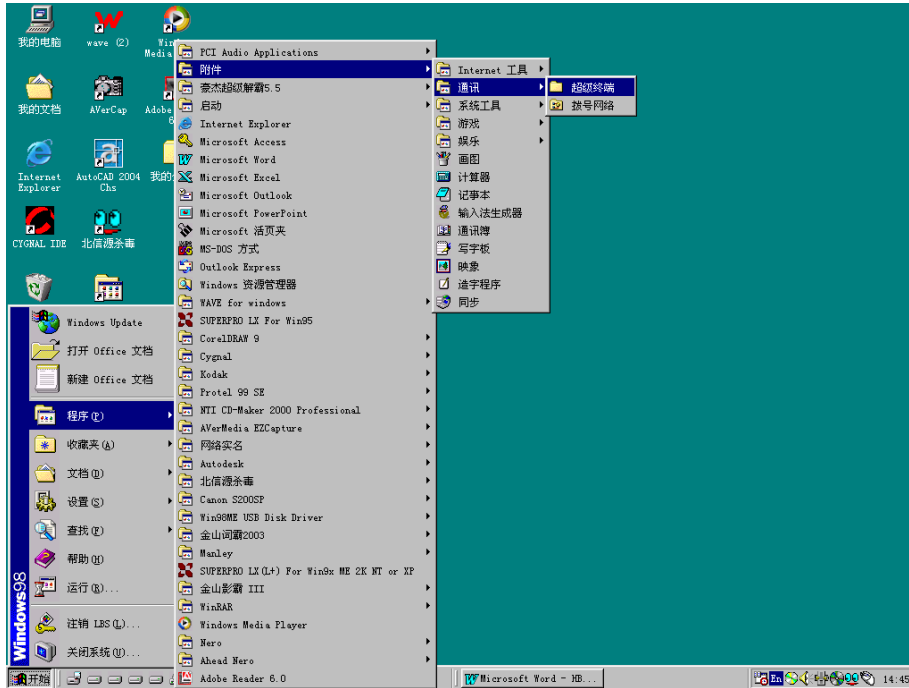 我的电脑
wave (2)
我的文档
AVerCap
Internet
Explorer
AutoCAD 2004
Chs
CYGNAL IDE
北信源杀毒
PCI Audio Applications
附件
豪杰超级解霸5.5
启动
Internet Explorer
Microsoft Access
Microsoft Word
Microsoft Excel
Microsoft Outlook
Microsoft PowerPoint
Microsoft 活页夹
MS-DOS 方式
Outlook Express
Windows 资源管理器
WAVE for windows
SUPERPRO LX For Win95
CorelDRAW 9
Cygnal
Kodak
Protel 99 SE
NTI CD-Maker 2000 Professional
AVerMedia EZCapture
网络实名
Autodesk
北信源杀毒
Canon S200SP
Win98ME USB Disk Driver
金山词霸2003
Manley
SUPERPRO LX(L+) For Win9x ME 2K NT or XP
金山影霸 III
WinRAR
Windows Media Player
Nero
Ahead Nero
Adobe Reader 6.0
Internet 工具
通讯
系统工具
游戏
娱乐
画图
计算器
记事本
输入法生成器
通讯簿
写字板
映象
造字程序
同步
超级终端
拨号网络
Windows Update
打开 Office 文档
新建 Office 文档
程序(P)
收藏夹(A)
文档(D)
设置(S)
查找(F)
帮助(H)
运行(R)...
注销 LBS(L)...
关闭系统(U)...
Windows98
开始
Microsoft Word - HB...
En
14:45